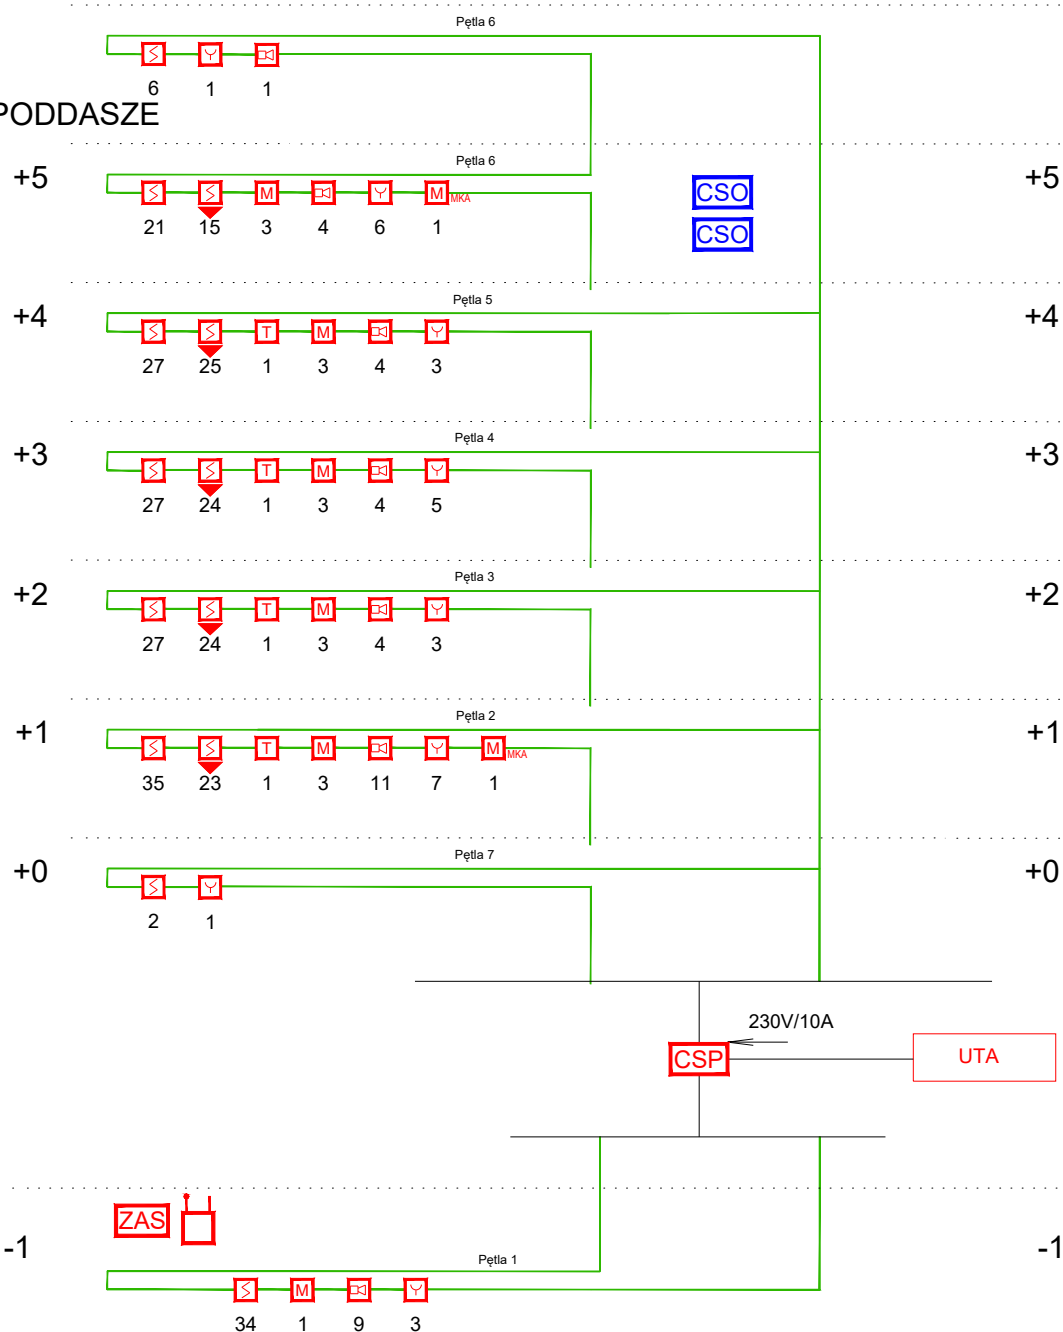 Pętla 6
6 1 1
PODDASZE
+5 Pętla 6 +5
M M MKA CSO
21 15 3 4 6 1
CSO
+4 Pętla 5 +4
T M
27 25 1 3 4 3
+3 Pętla 4 +3
T M
27 24 1 3 4 5
+2 Pętla 3 +2
T M
27 24 1 3 4 3
+1 Pętla 2 +1
T M M MKA
35 23 1 3 11 7 1
+0 Pętla 7 +0
2 1
230V/10A
CSP UTA
ZAS
-1 Pętla 1 -1
M
34 1 9 3